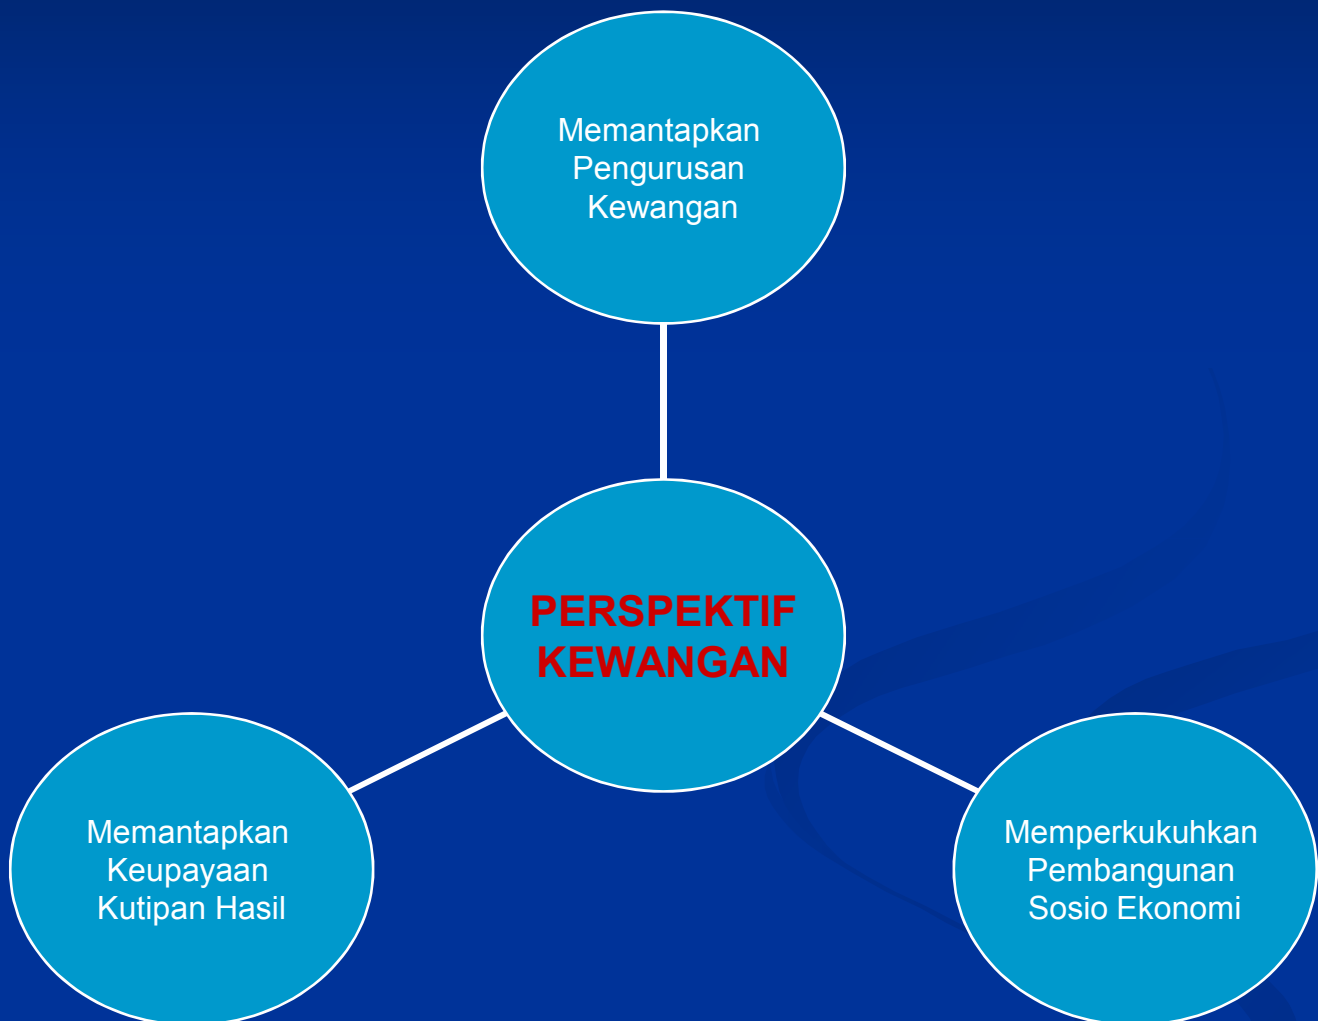 Memantapkan
Pengurusan
Kewangan
PERSPEKTIF
KEWANGAN
Memantapkan
Keupayaan
Kutipan Hasil
Memperkukuhkan
Pembangunan
Sosio Ekonomi